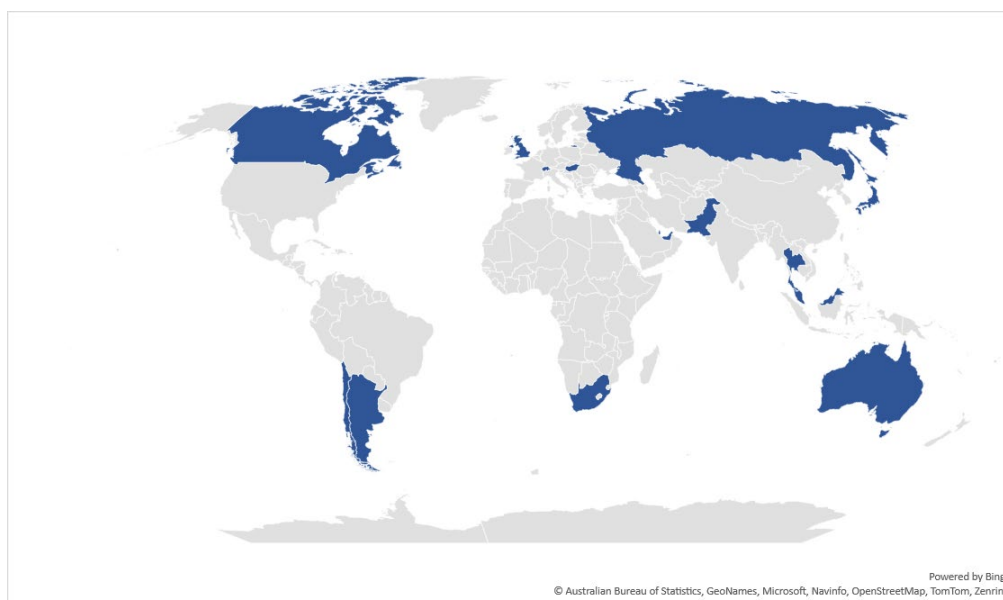 Powered by Bing
© Australian Bureau of Statistics, GeoNames, Microsoft, Navinfo, OpenStreetMap, TomTom, Zenrin